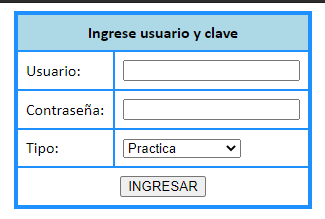 Ingrese usuario y clave
Usuario:
Contraseña:
Tipo: Practica
INGRESAR